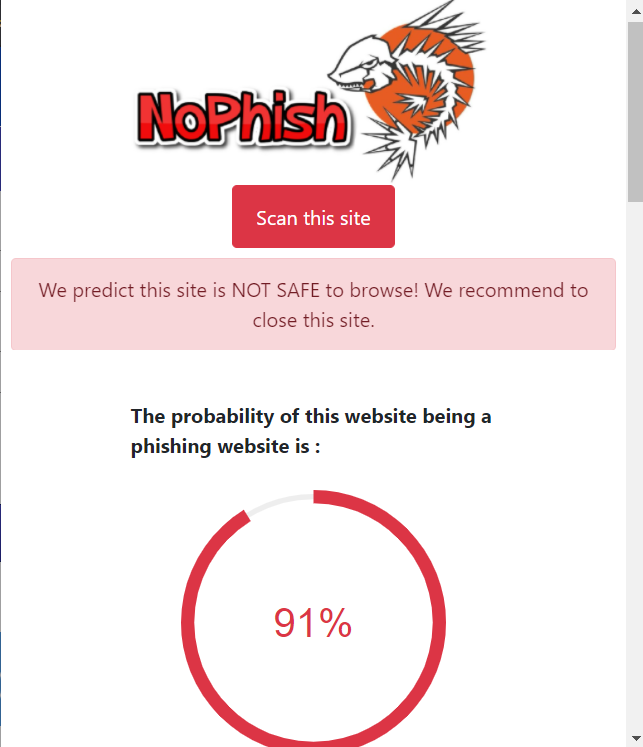 NoPhish
Scan this site
We predict this site is NOT SAFE to browse! We recommend to
close this site.
The probability of this website being a
phishing website is :
91%